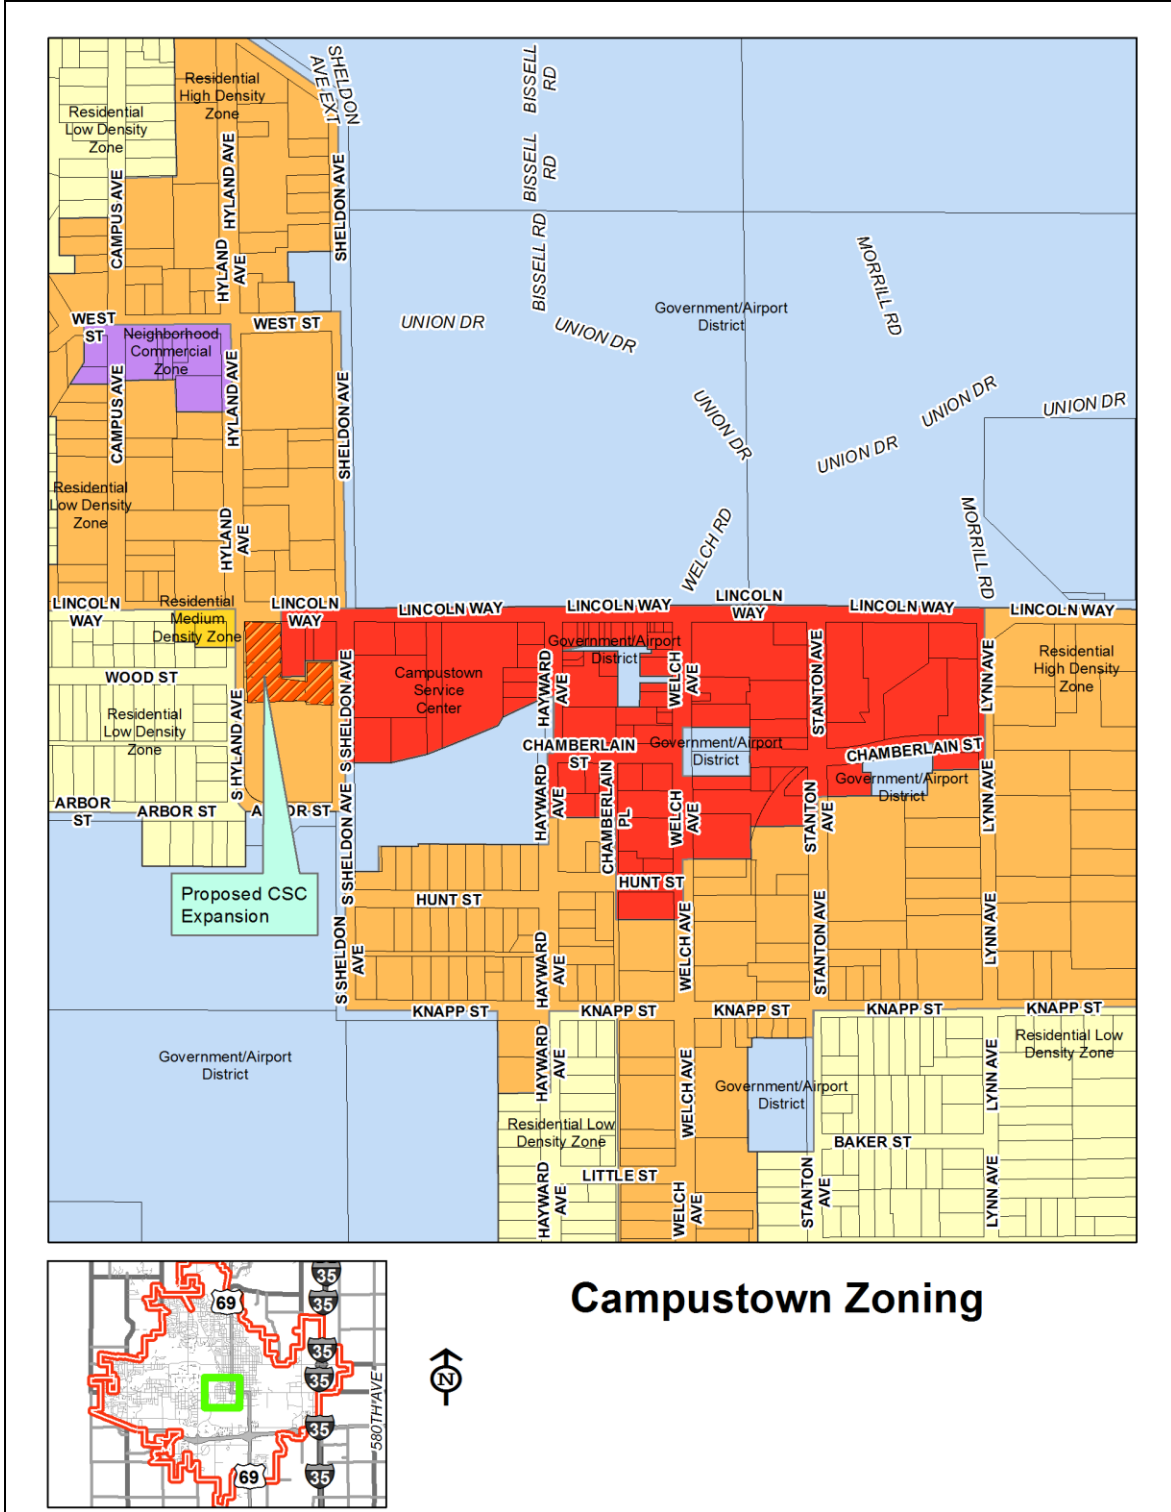 SHELDON
AVE EXT
BISSELL
RD
Residential
High Density
Zone
Residential
Low Density
Zone
HYLAND AVE
BISSELL
RD
SHELDON AVE
CAMPUS AVE
HYLAND
AVE
BISSELL RD
MORRILL RD
Government/Airport
District
WEST
ST
WEST ST
UNION DR
UNION DR
Neighborhood
Commercial
Zone
CAMPUS AVE
HYLAND AVE
SHELDON AVE
UNION DR
UNION DR
UNION DR
UNION DR
Residential
Low Density
Zone
HYLAND
AVE
WELCH RD
MORRILL RD
LINCOLN
WAY
Residential
Medium
Density Zone
LINCOLN
WAY
LINCOLN WAY
LINCOLN WAY
LINCOLN
WAY
LINCOLN WAY
LINCOLN WAY
WOOD ST
Residential
Low Density
Zone
S HYLAND AVE
S SHELDON AVE
Campustown
Service
Center
HAYWARD
AVE
Government/Airport
District
WELCH
AVE
STANTON AVE
LYNN AVE
Residential
High Density
Zone
CHAMBERLAIN
ST
Government/Airport
District
CHAMBERLAIN ST
Government/Airport
District
ARBOR
ST
ARBOR ST
ARBOR ST
S SHELDON AVE
HAYWARD
AVE
CHAMBERLAIN
PL
WELCH
AVE
STANTON
AVE
LYNN AVE
Proposed CSC
Expansion
HUNT ST
HUNT ST
S SHELDON
AVE
HAYWARD
AVE
WELCH AVE
STANTON AVE
LYNN AVE
KNAPP ST
KNAPP ST
KNAPP ST
KNAPP ST
KNAPP ST
Government/Airport
District
HAYWARD
AVE
WELCH AVE
Government/Airport
District
LYNN AVE
Residential Low
Density Zone
Residential Low
Density Zone
BAKER ST
LITTLE ST
HAYWARD
AVE
WELCH
AVE
STANTON
AVE
LYNN AVE
35
69
35
35
35
580TH AVE
35
69
35
N
Campustown Zoning